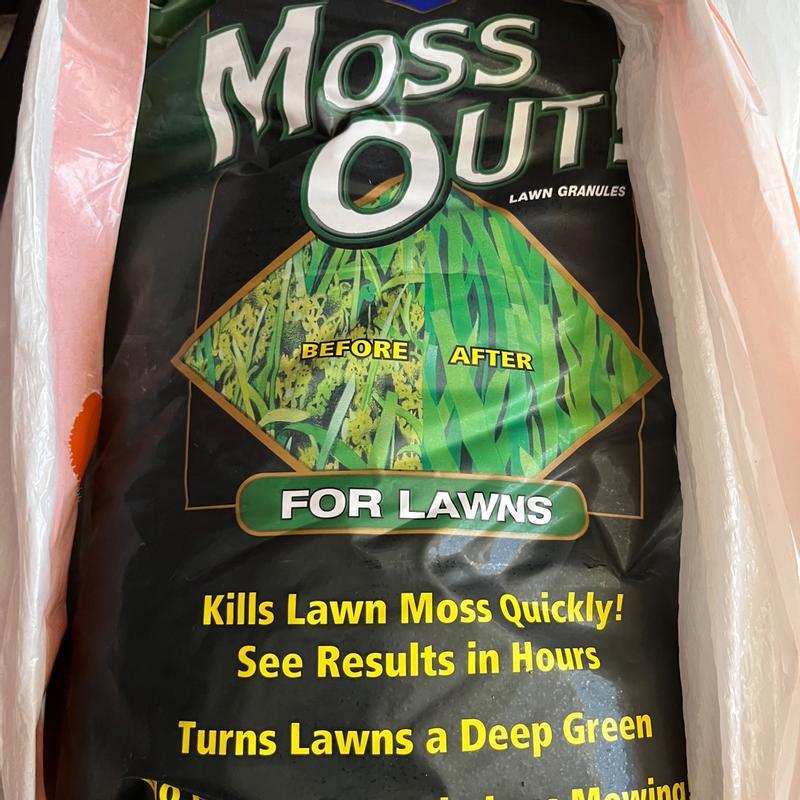 MOSS
OUT!
LAWN GRANULES
BEFORE AFTER
FOR LAWNS
Kills Lawn Moss Quickly!
See Results in Hours
Turns Lawns a Deep Green
Mowing